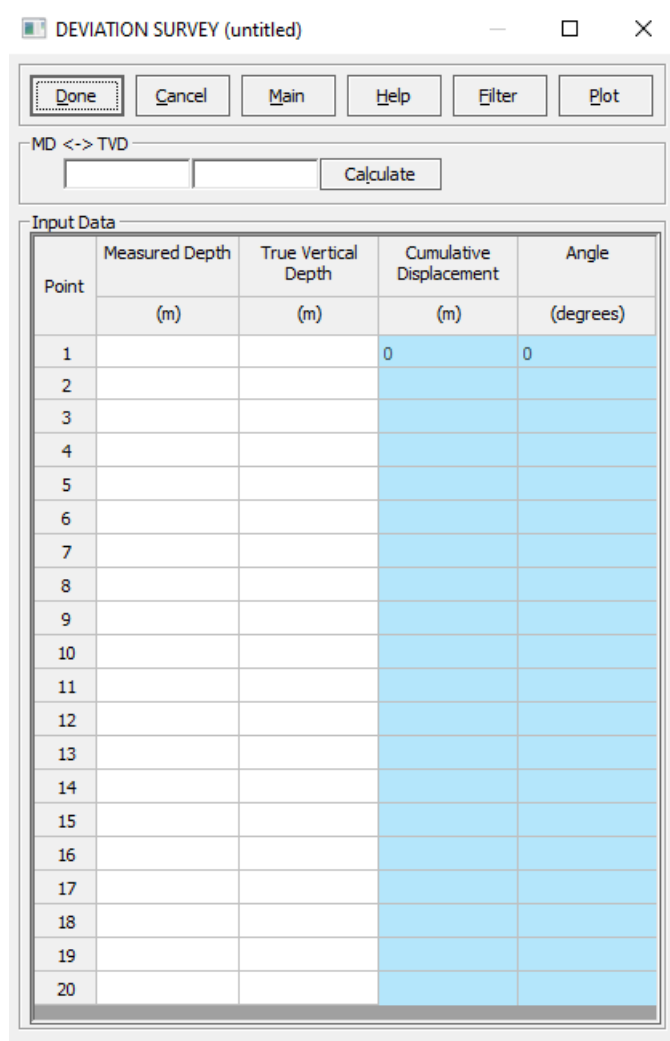 DEVIATION SURVEY (untitled)
Done Cancel Main Help Filter Plot
MD <-> TVD
Calculate
Input Data
Point Measured Depth True Vertical Depth Cumulative Displacement Angle
(m) (m) (m) (degrees)
1 0 0
2
3
4
5
6
7
8
9
10
11
12
13
14
15
16
17
18
19
20